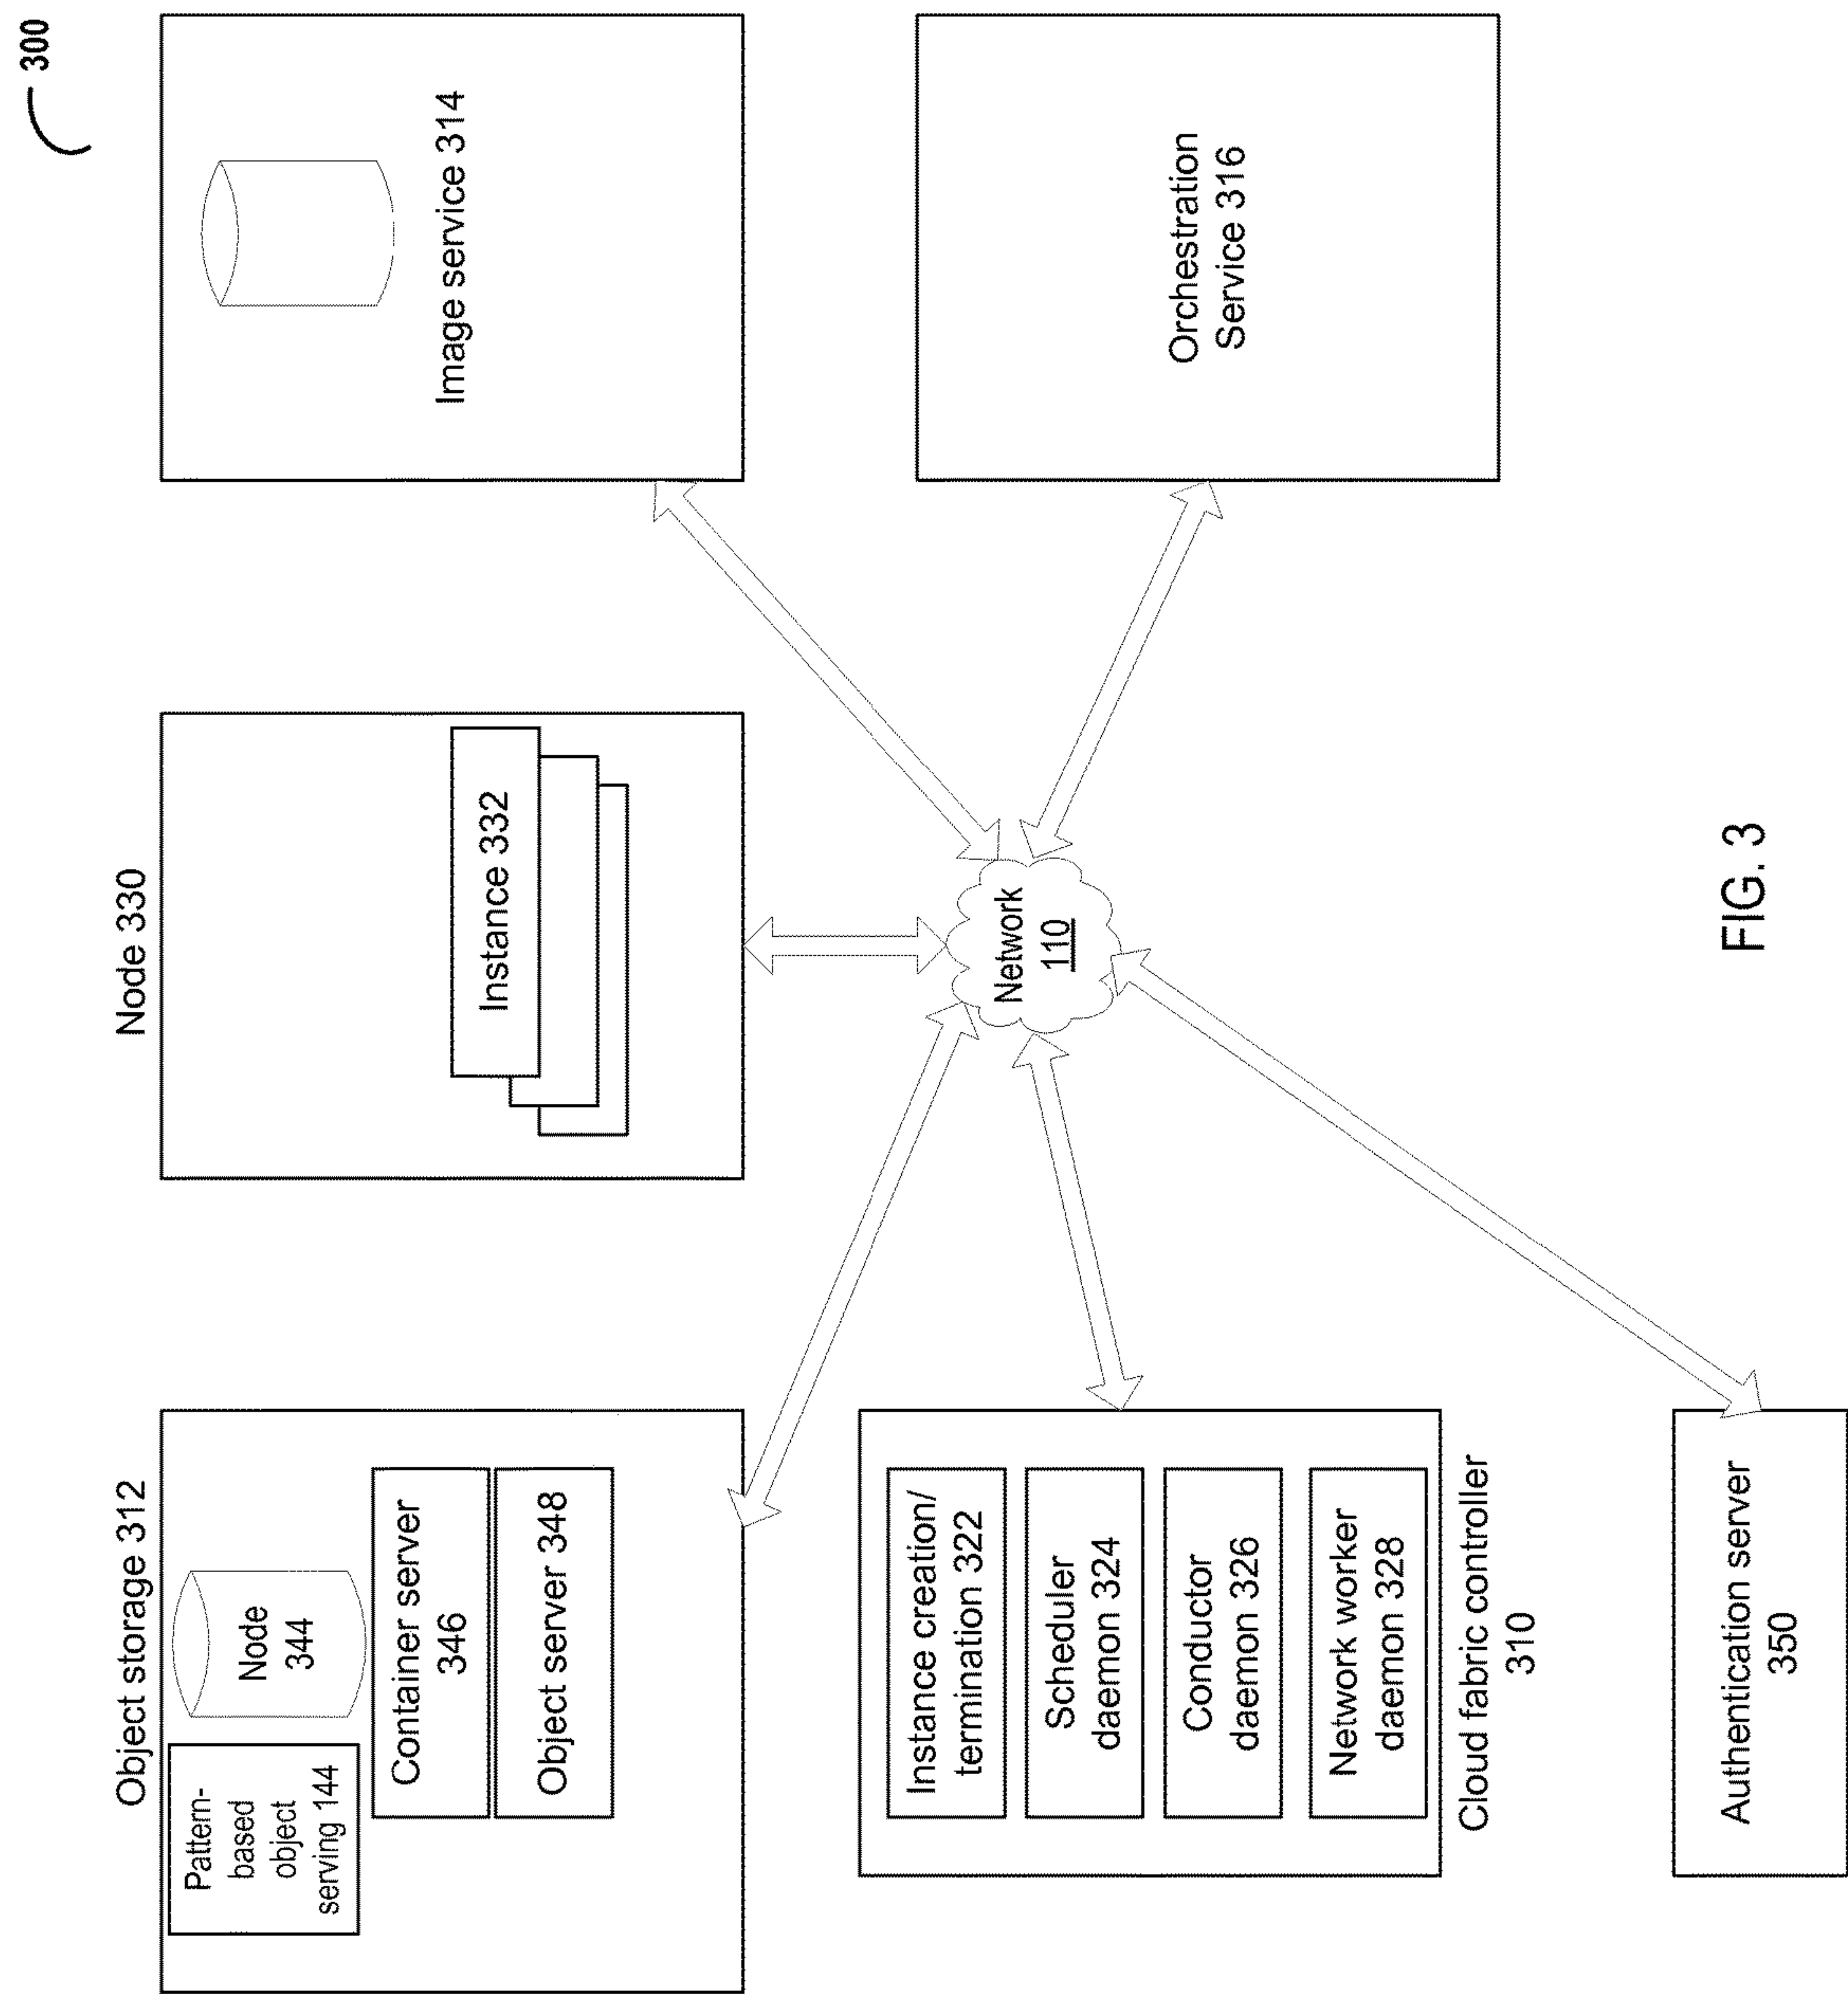 300
Object storage 312
Pattern-
based
object
serving 144
Node
344
Container server
346
Object server 348
Node 330
Instance 332
Image service 314
Network
110
Instance creation/
termination 322
Scheduler
daemon 324
Conductor
daemon 326
Network worker
daemon 328
Cloud fabric controller
310
Orchestration
Service 316
Authentication server
350
FIG. 3